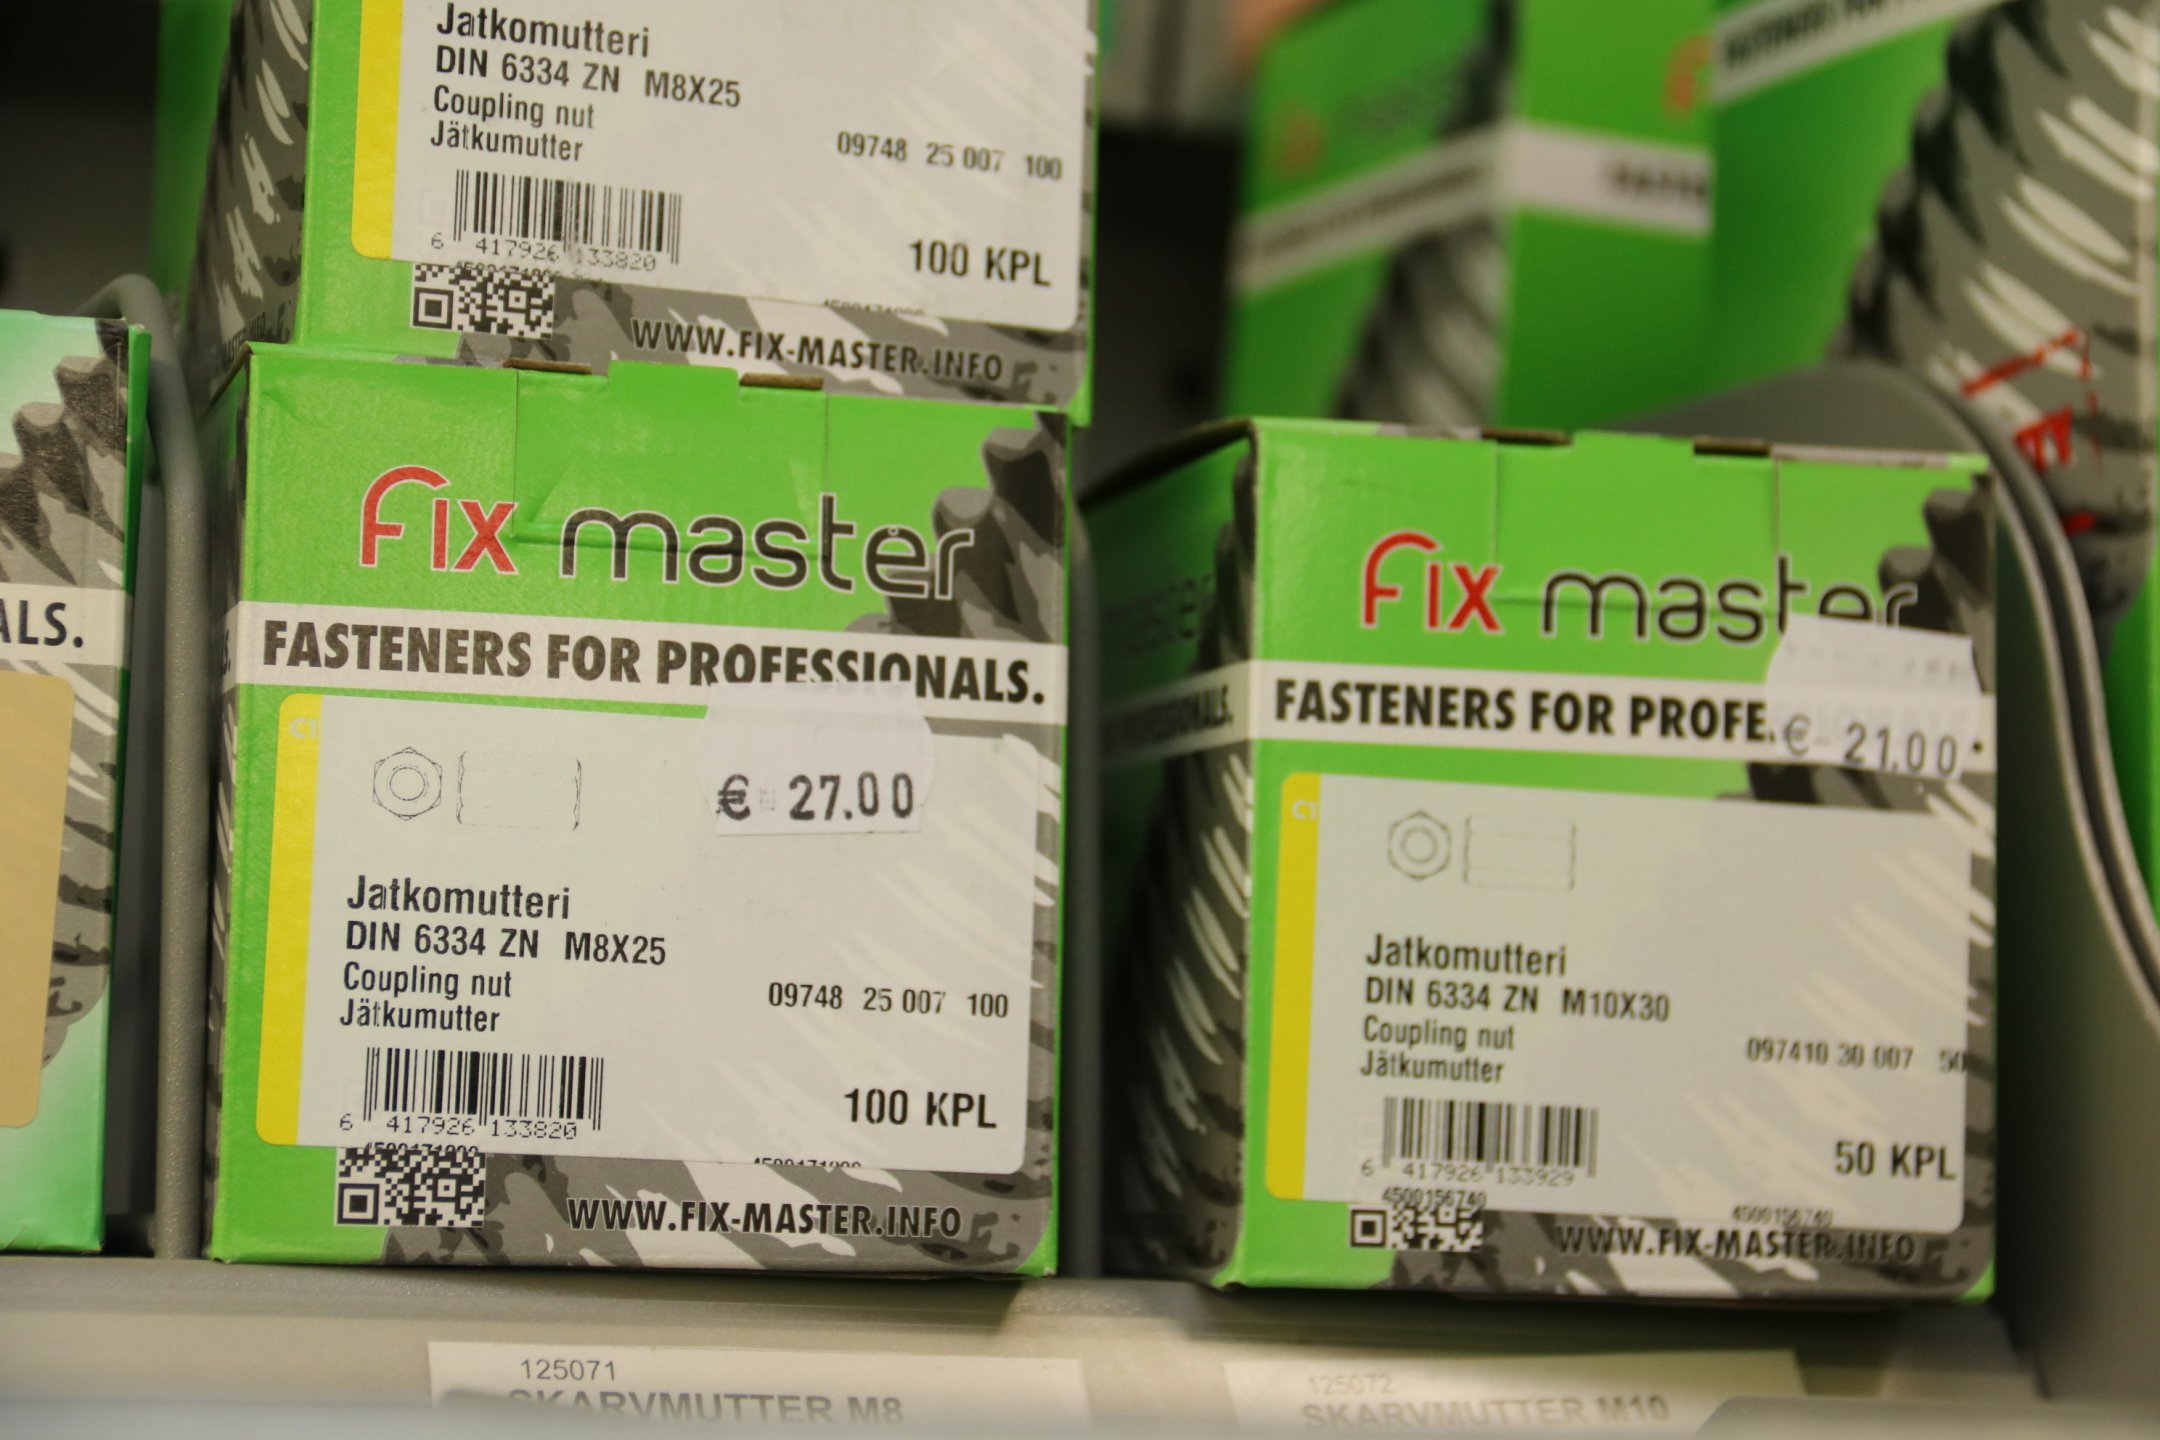 Jatkomutteri
DIN 6334 ZN M8X25
Coupling nut
Jätkumutter
09748 25 007 100
6 417926 133820
100 KPL
WWW.FIX-MASTER.INFO
ALS.
Fix master
FASTENERS FOR PROFESSIONALS.
€ 27.00
Jatkomutteri
DIN 6334 ZN M8X25
Coupling nut
Jätkumutter
09748 25 007 100
6 417926 133820
100 KPL
WWW.FIX-MASTER.INFO
Fix master
FASTENERS FOR PROFE
€ 21.00
Jatkomutteri
DIN 6334 ZN M10X30
Coupling nut
Jätkumutter
097410 30 007 50
6 417926 133929
50 KPL
4500156740
4500156740
WWW.FIX-MASTER.INFO
125071
SKARVMUTTER M8
125072
SKARVMUTTER M10